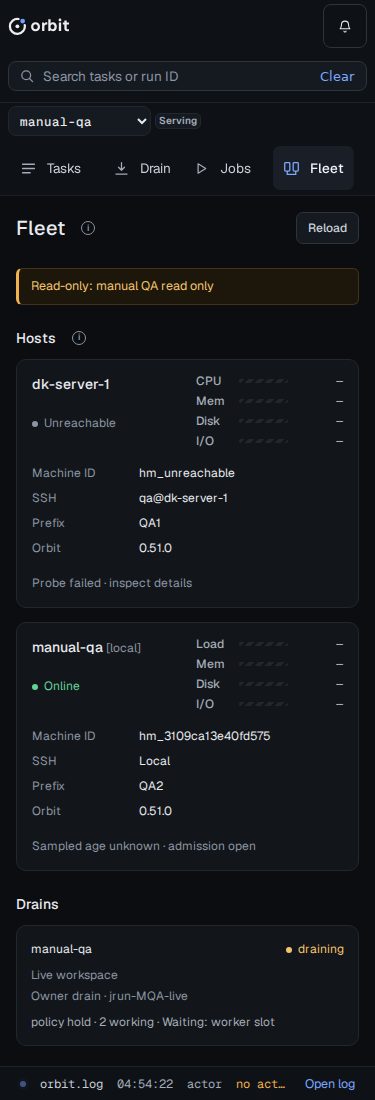 orbit
Search tasks or run ID Clear
manual-qa Serving
Tasks Drain Jobs Fleet
Fleet Reload
Read-only: manual QA read only
Hosts
dk-server-1
Unreachable
CPU –
Mem –
Disk –
I/O –
Machine ID hm_unreachable
SSH qa@dk-server-1
Prefix QA1
Orbit 0.51.0
Probe failed · inspect details
manual-qa [local]
Online
Load –
Mem –
Disk –
I/O –
Machine ID hm_3109ca13e40fd575
SSH Local
Prefix QA2
Orbit 0.51.0
Sampled age unknown · admission open
Drains
manual-qa draining
Live workspace
Owner drain · jrun-MQA-live
policy hold · 2 working · Waiting: worker slot
orbit.log 04:54:22 actor no act… Open log